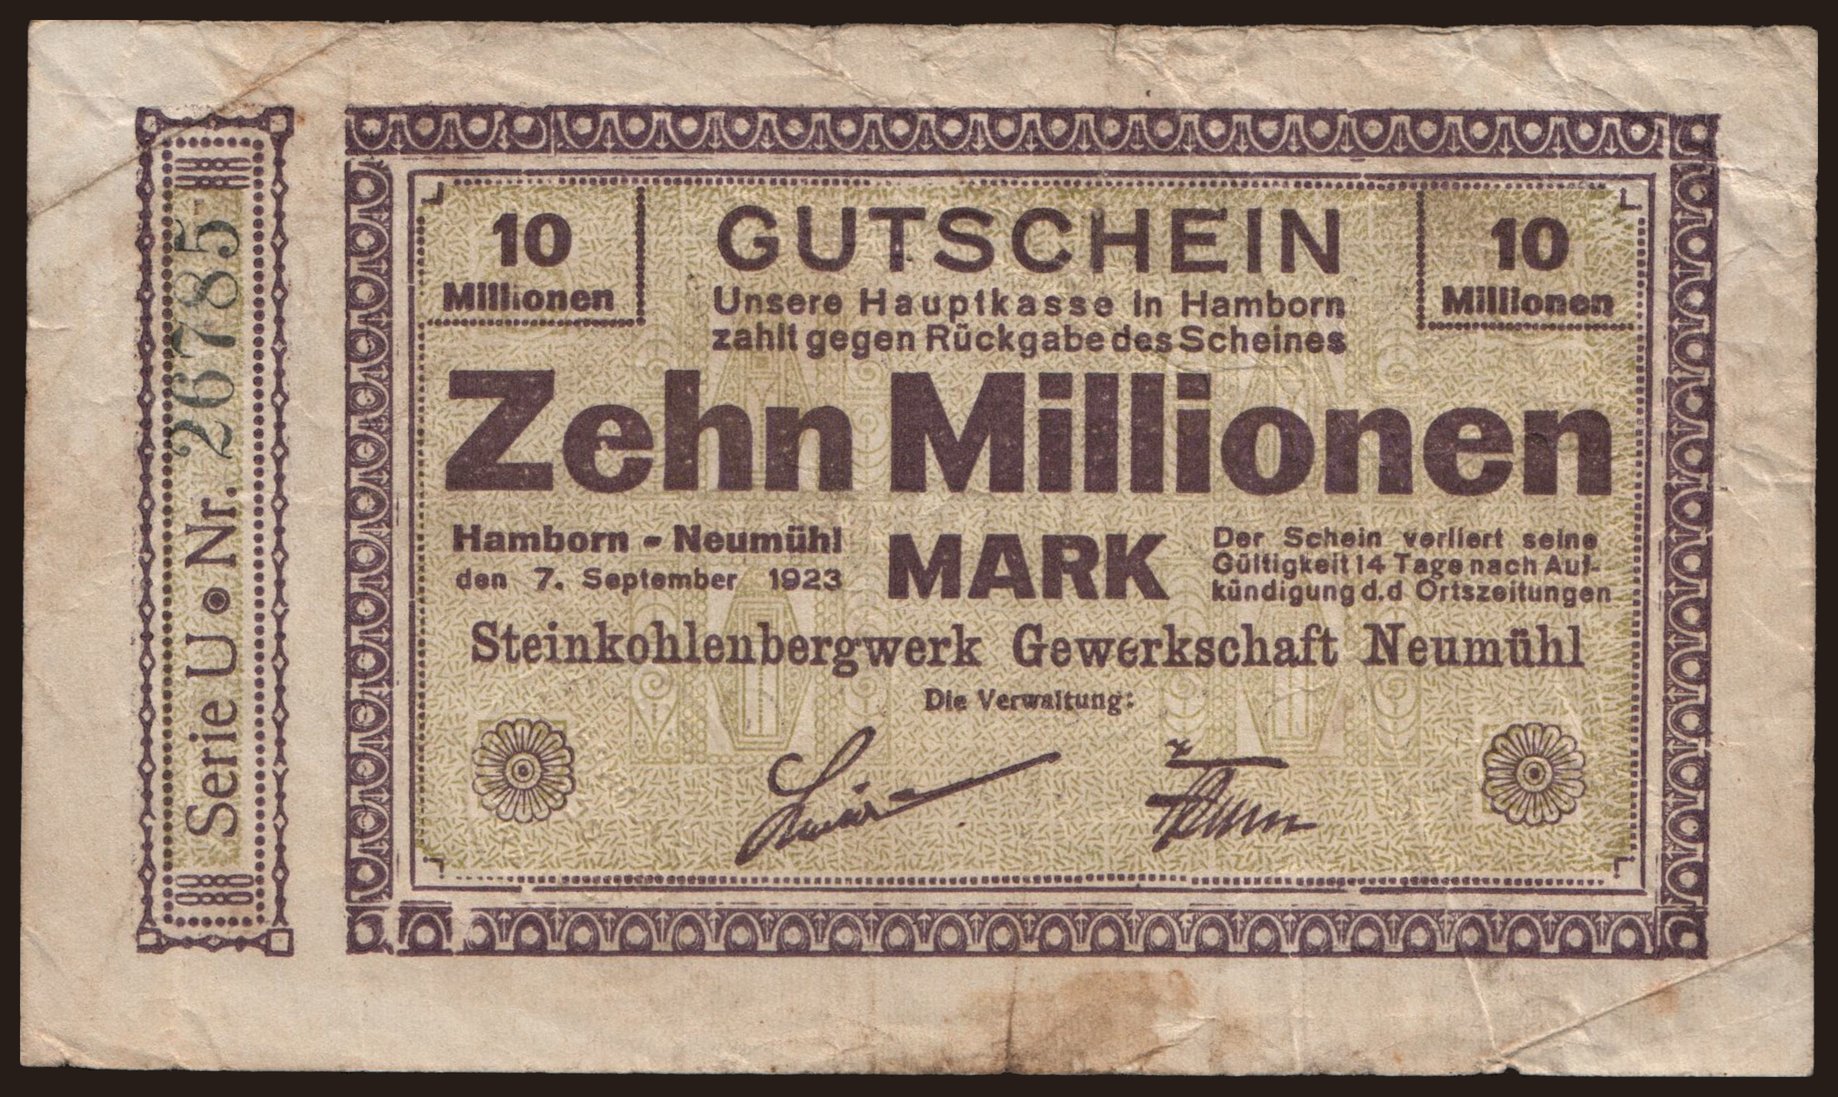 Serie U • Nr. 26785
10
Millionen
GUTSCHEIN
Unsere Hauptkasse in Hamborn
zahlt gegen Rückgabe des Scheines
10
Millionen
Zehn Millionen
MARK
Hamborn - Neumühl
den 7. September 1923
Der Schein verliert seine
Gültigkeit 14 Tage nach Auf-
kündigung d.d Ortszeitungen
Steinkohlenbergwerk Gewerkschaft Neumühl
Die Verwaltung: